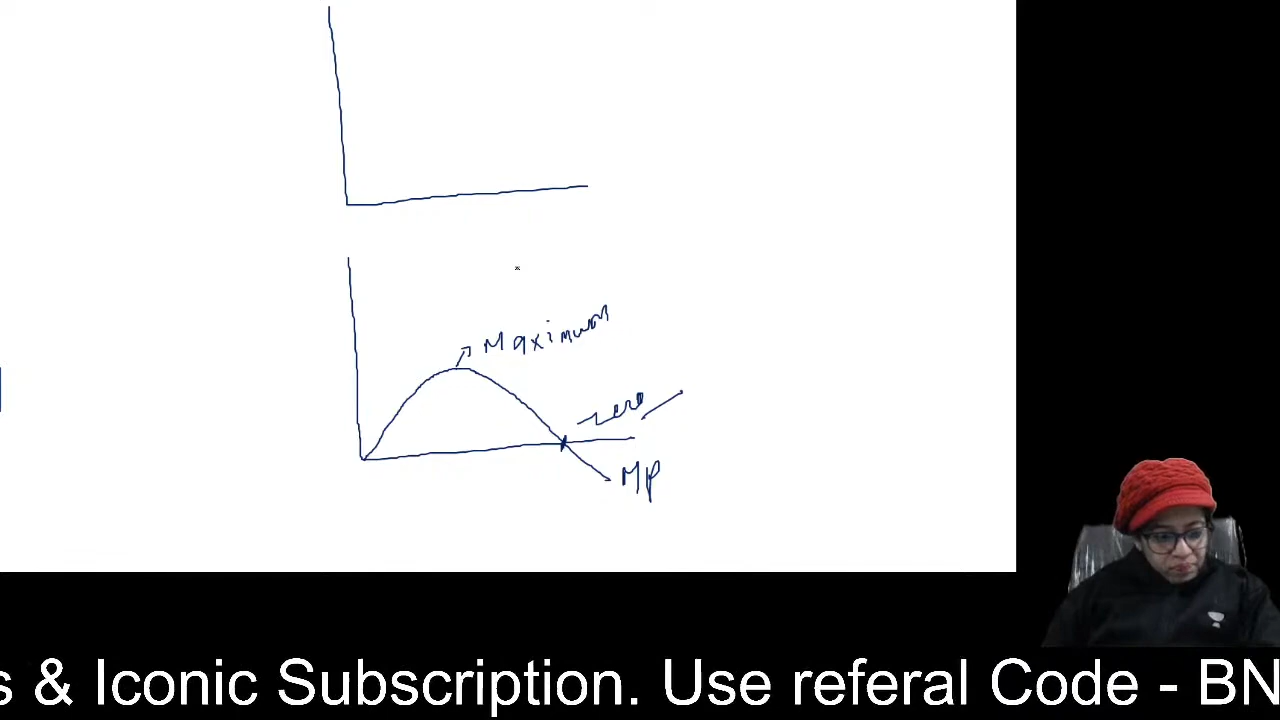 Maximum
Zero
MP
s & Iconic Subscription. Use referal Code - BN